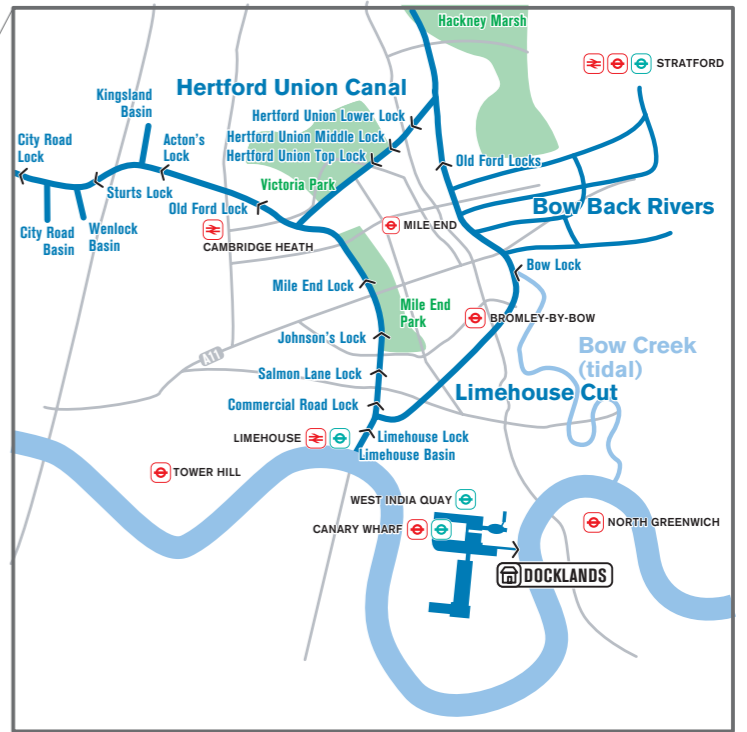 Hackney Marsh
STRATFORD
Hertford Union Canal
Kingsland
Basin
Hertford Union Lower Lock
City Road
Lock
Acton's
Lock
Hertford Union Middle Lock
Hertford Union Top Lock
Old Ford Locks
Victoria Park
Sturts Lock
Old Ford Lock
Bow Back Rivers
City Road
Basin
Wenlock
Basin
CAMBRIDGE HEATH
MILE END
Bow Lock
Mile End Lock
Mile End
Park
BROMLEY-BY-BOW
Johnson's Lock
Bow Creek
(tidal)
A11
Salmon Lane Lock
Limehouse Cut
Commercial Road Lock
LIMEHOUSE
Limehouse Lock
Limehouse Basin
TOWER HILL
WEST INDIA QUAY
CANARY WHARF
NORTH GREENWICH
DOCKLANDS